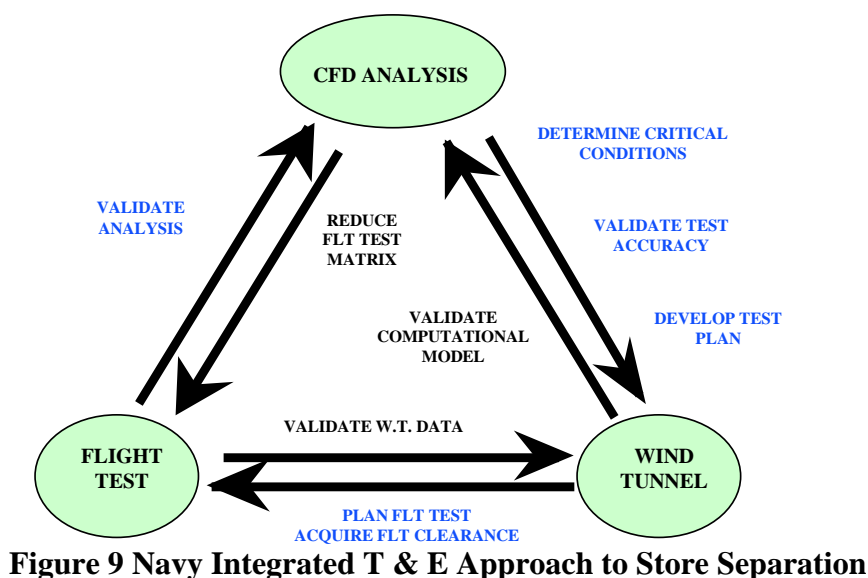 CFD ANALYSIS
DETERMINE CRITICAL
CONDITIONS
VALIDATE
ANALYSIS
REDUCE
FLT TEST
MATRIX
VALIDATE TEST
ACCURACY
VALIDATE
COMPUTATIONAL
MODEL
DEVELOP TEST
PLAN
FLIGHT
TEST
VALIDATE W.T. DATA
WIND
TUNNEL
PLAN FLT TEST
ACQUIRE FLT CLEARANCE
Figure 9 Navy Integrated T & E Approach to Store Separation